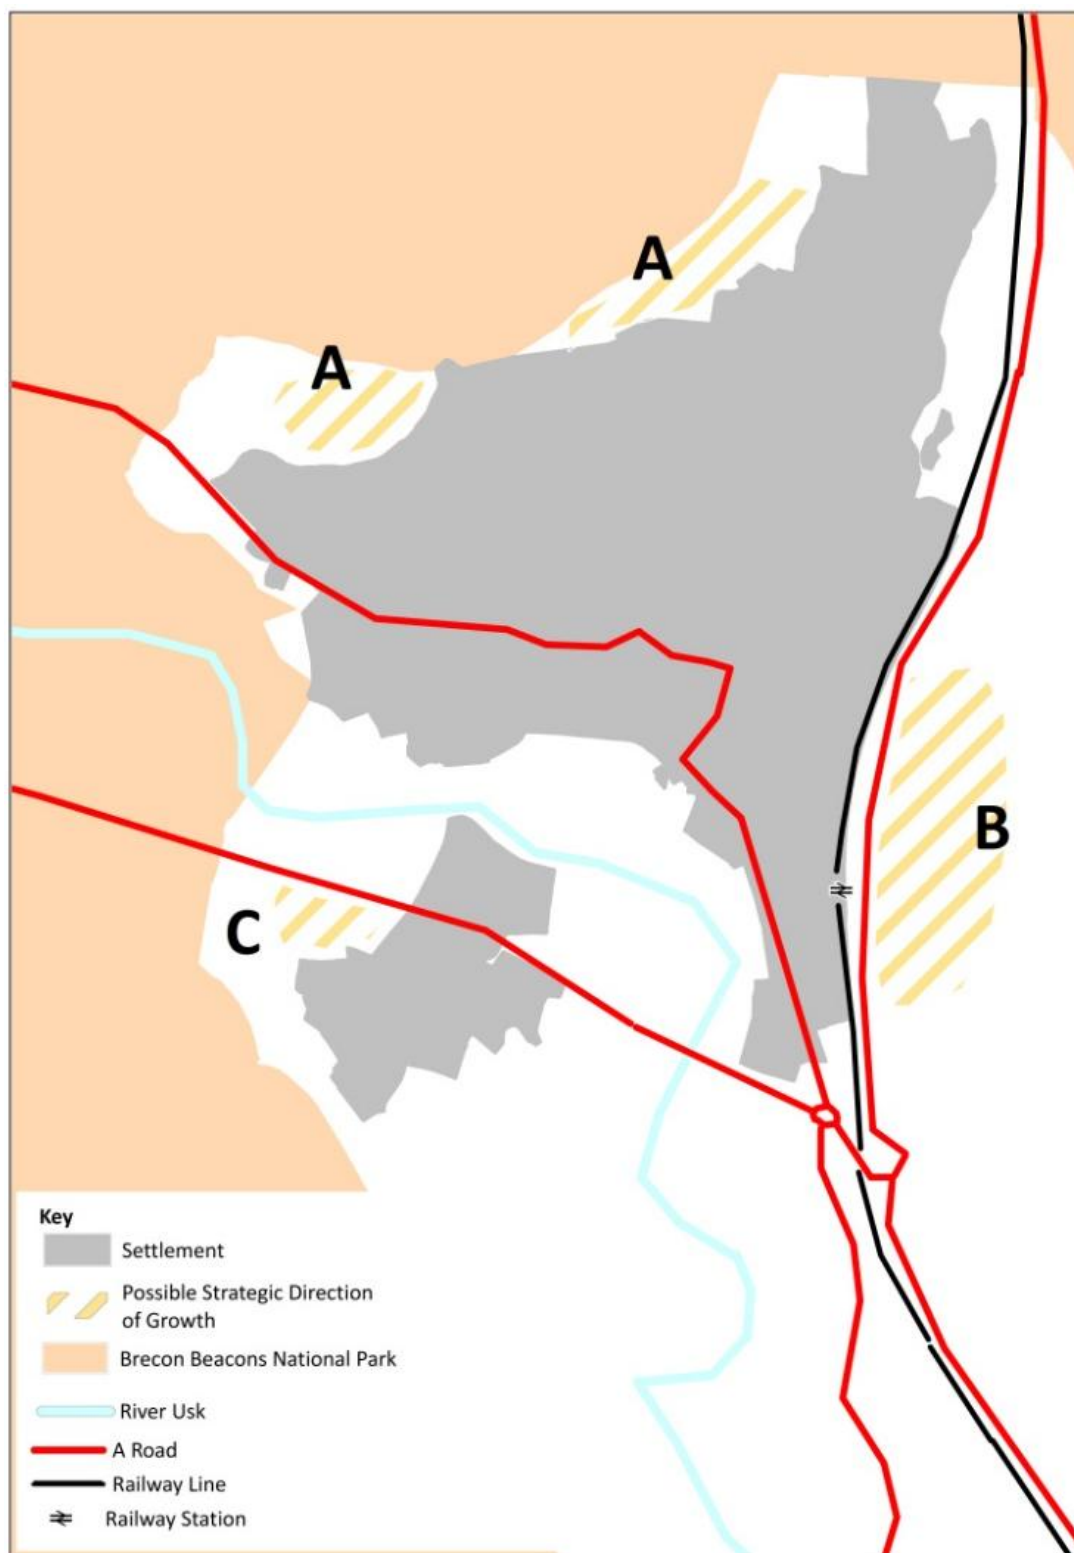 A
A
B
C
Key
Settlement
Possible Strategic Direction
of Growth
Brecon Beacons National Park
River Usk
A Road
Railway Line
Railway Station